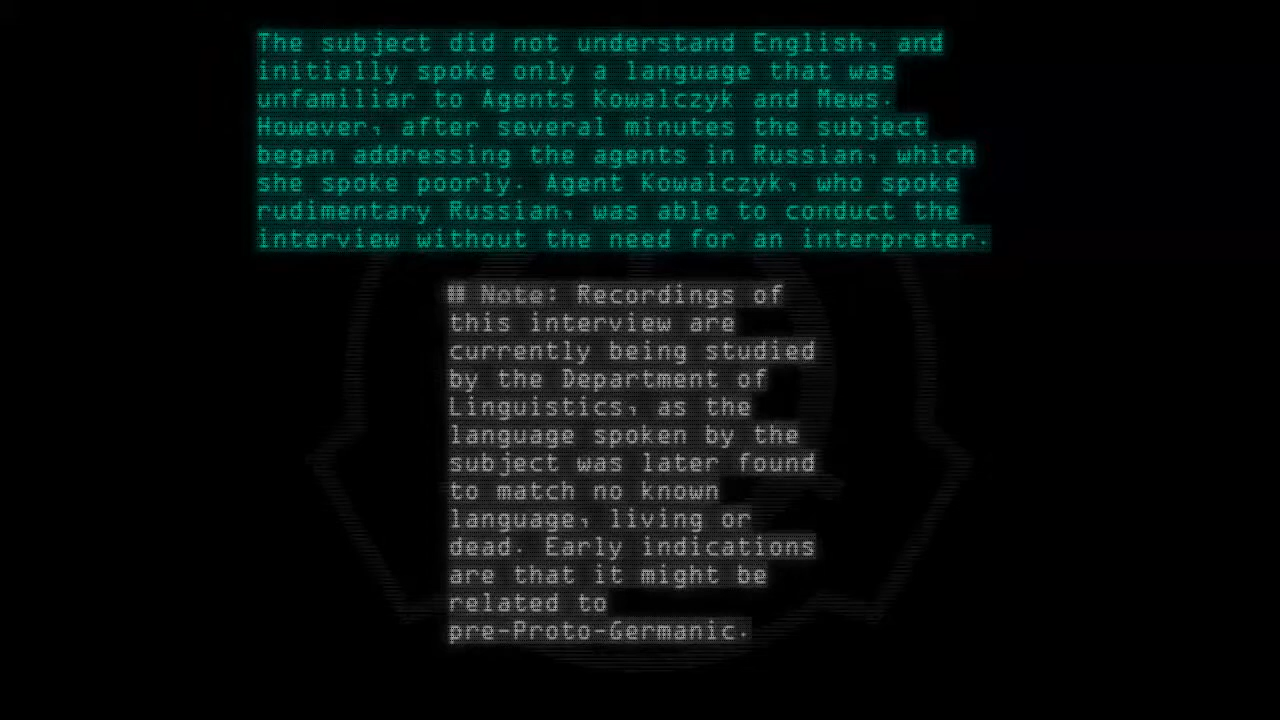 The subject did not understand English, and
initially spoke only a language that was
unfamiliar to Agents Kowalczyk and Mews.
However, after several minutes the subject
began addressing the agents in Russian, which
she spoke poorly. Agent Kowalczyk, who spoke
rudimentary Russian, was able to conduct the
interview without the need for an interpreter.
# Note: Recordings of
this interview are
currently being studied
by the Department of
Linguistics, as the
language spoken by the
subject was later found
to match no known
language, living or
dead. Early indications
are that it might be
related to
pre-Proto-Germanic.